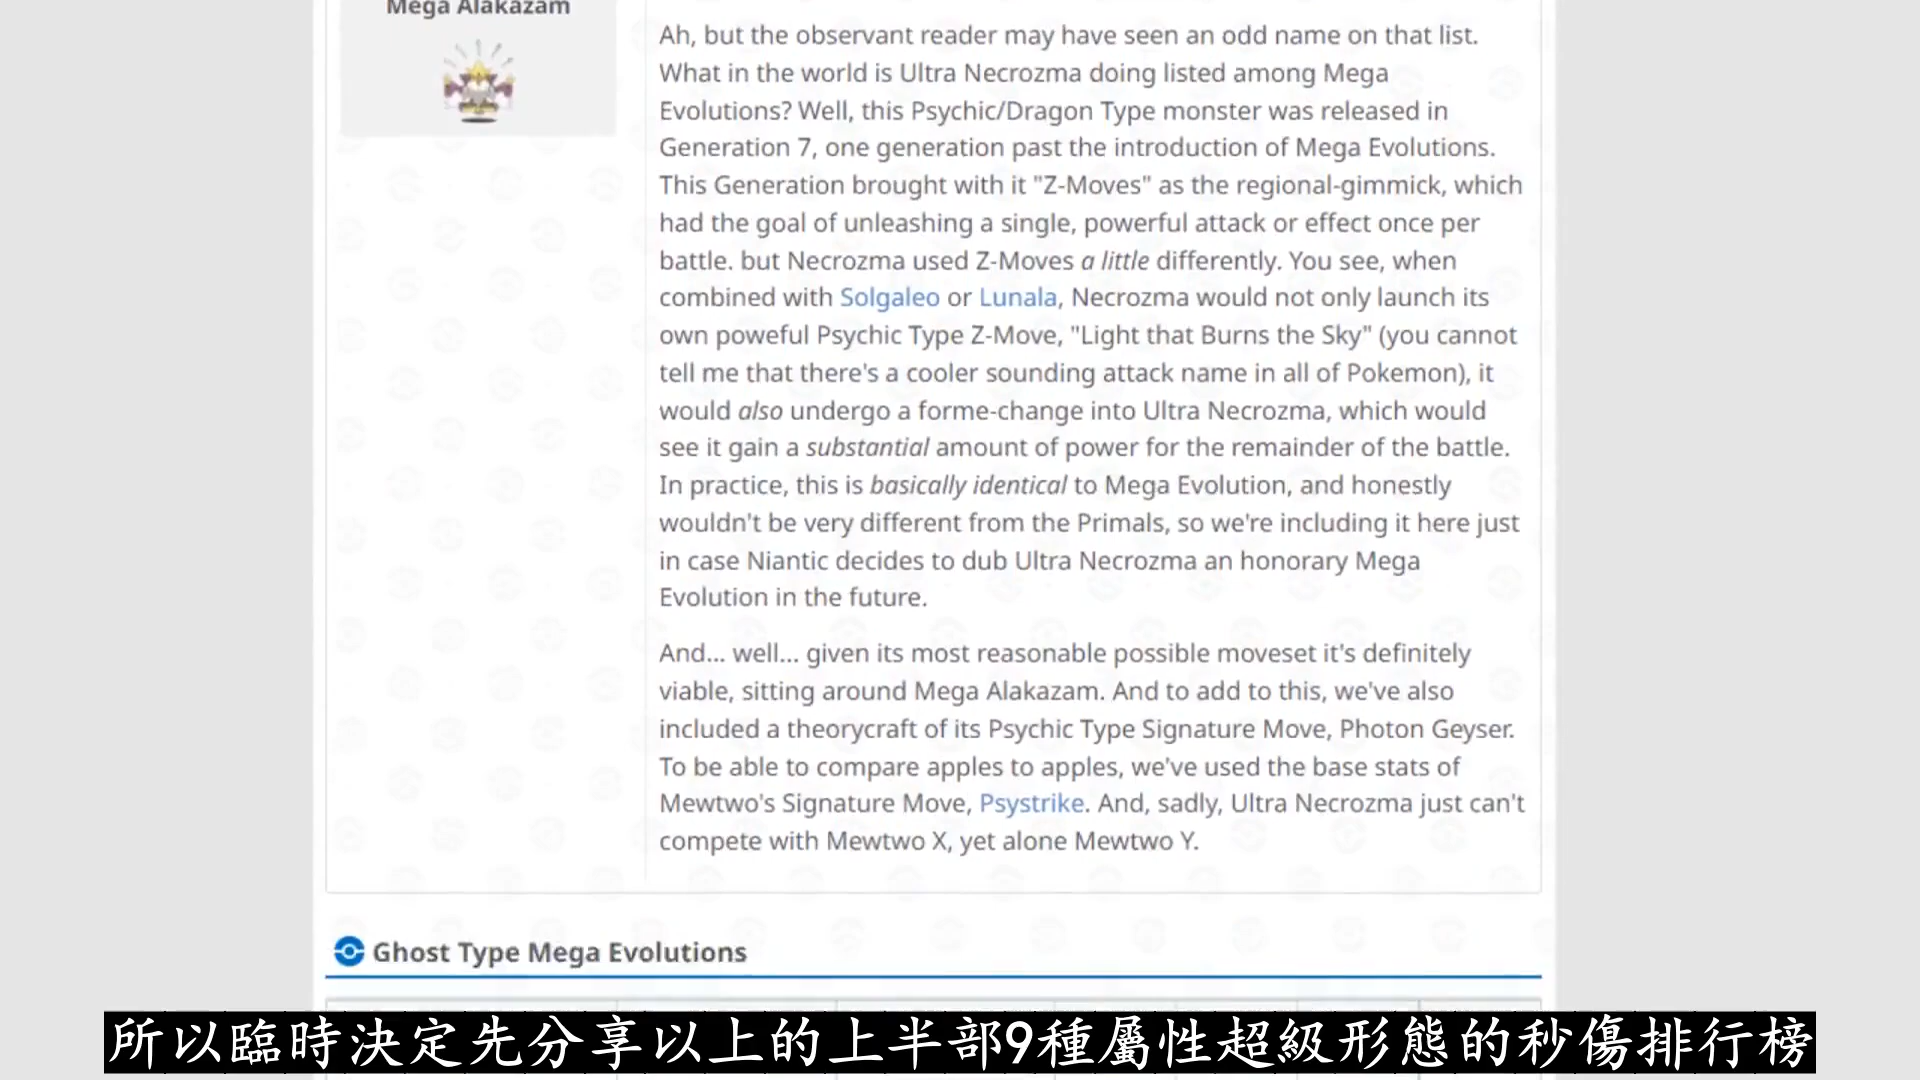 Mega Alakazam
Ah, but the observant reader may have seen an odd name on that list.
What in the world is Ultra Necrozma doing listed among Mega
Evolutions? Well, this Psychic/Dragon Type monster was released in
Generation 7, one generation past the introduction of Mega Evolutions.
This Generation brought with it "Z-Moves" as the regional-gimmick, which
had the goal of unleashing a single, powerful attack or effect once per
battle. but Necrozma used Z-Moves a little differently. You see, when
combined with Solgaleo or Lunala, Necrozma would not only launch its
own poweful Psychic Type Z-Move, "Light that Burns the Sky" (you cannot
tell me that there's a cooler sounding attack name in all of Pokemon), it
would also undergo a forme-change into Ultra Necrozma, which would
see it gain a substantial amount of power for the remainder of the battle.
In practice, this is basically identical to Mega Evolution, and honestly
wouldn't be very different from the Primals, so we're including it here just
in case Niantic decides to dub Ultra Necrozma an honorary Mega
Evolution in the future.
And... well... given its most reasonable possible moveset it's definitely
viable, sitting around Mega Alakazam. And to add to this, we've also
included a theorycraft of its Psychic Type Signature Move, Photon Geyser.
To be able to compare apples to apples, we've used the base stats of
Mewtwo's Signature Move, Psystrike. And, sadly, Ultra Necrozma just can't
compete with Mewtwo X, yet alone Mewtwo Y.
Ghost Type Mega Evolutions
所以臨時決定先分享以上的上半部9種屬性超級形態的秒傷排行榜